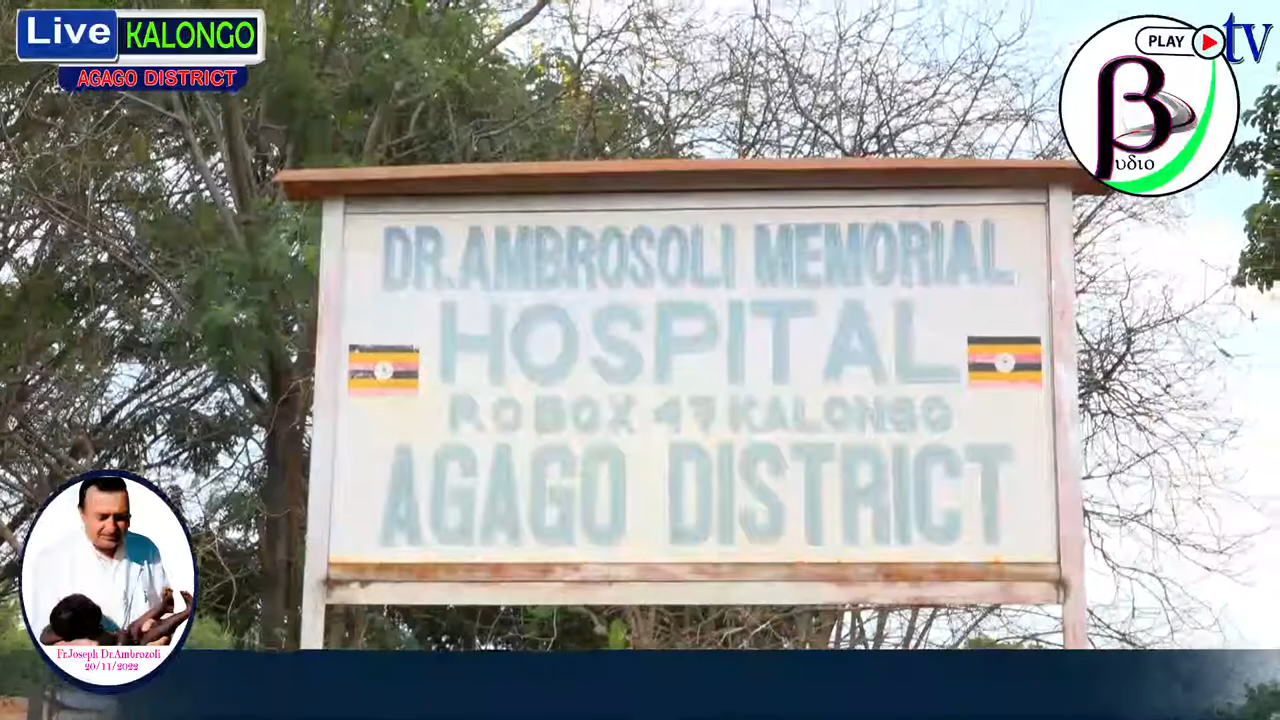 Live KALONGO
AGAGO DISTRICT
PLAY tv
βυδιο
DR.AMBROSOLI MEMORIAL
HOSPITAL
P.O BOX 47 KALONGO
AGAGO DISTRICT
Fr.Joseph Dr.Ambrozoli
20/11/2022